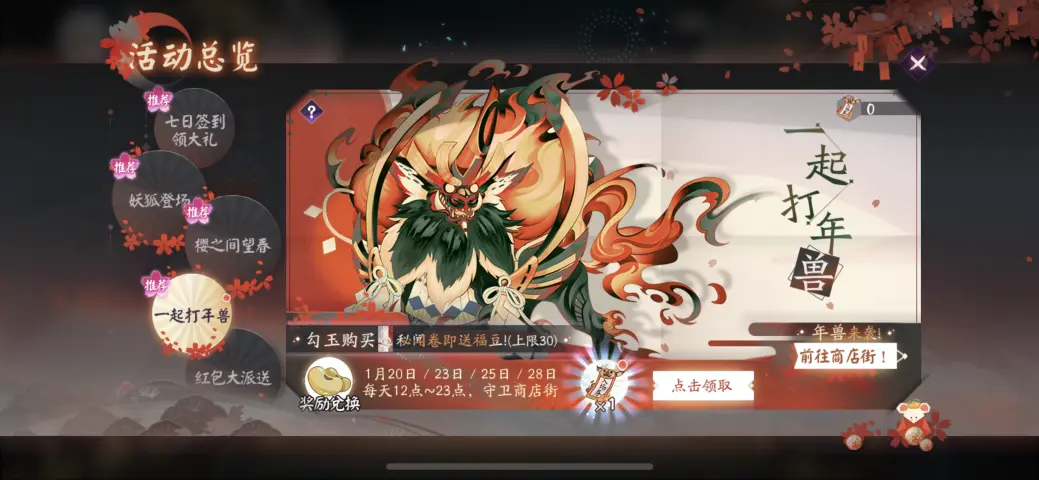 活动总览
推荐
七日签到
领大礼
推荐
妖狐登场
推荐
樱之间望春
推荐
一起打年兽
红包大派送
?
0
一起打年兽
勾玉购买 秘闻卷即送福豆!(上限30)
奖励兑换
1月20日 / 23日 / 25日 / 28日
每天12点~23点，守卫商店街
×1
点击领取
年兽来袭!
前往商店街！